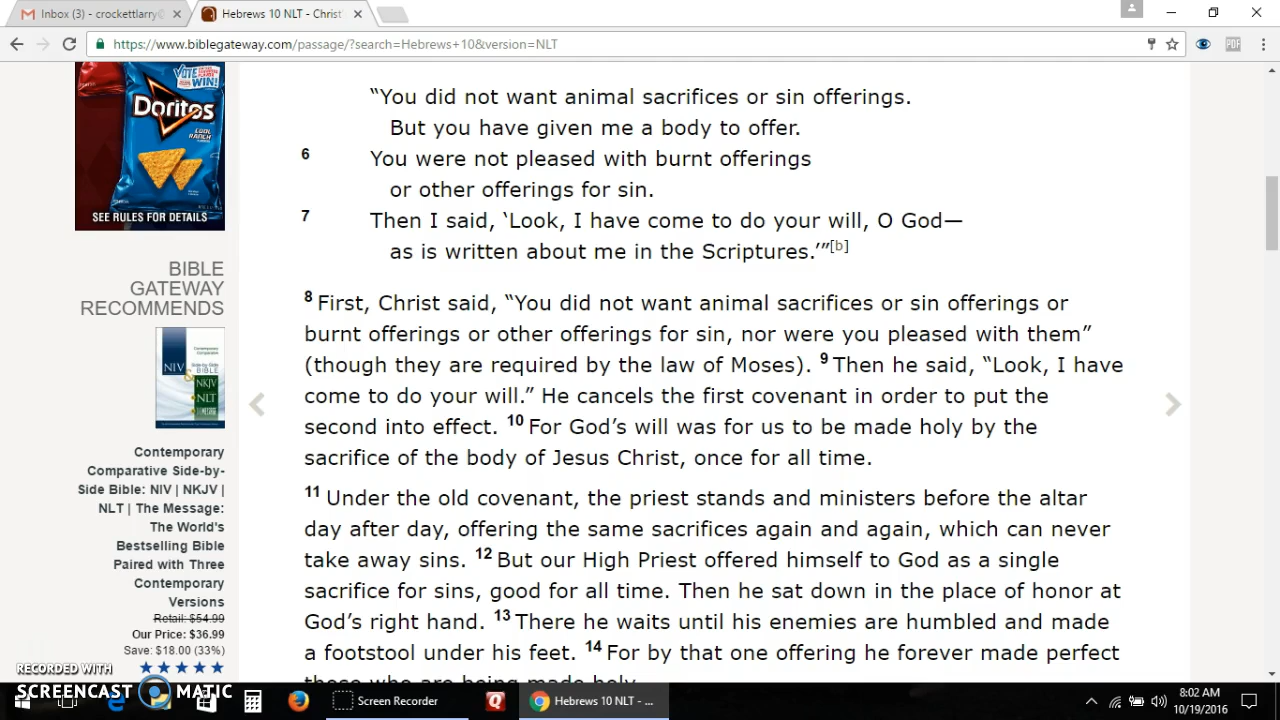 Inbox (3) - crockettlarry@
Hebrews 10 NLT - Christ
https://www.biblegateway.com/passage/?search=Hebrews+10&version=NLT
PDF
VOTE
WIN!
Doritos
COOL
RANCH
SEE RULES FOR DETAILS
BIBLE
GATEWAY
RECOMMENDS
Contemporary
Comparative Side-by-
Side Bible: NIV | NKJV |
NLT | The Message:
The World's
Bestselling Bible
Paired with Three
Contemporary
Versions
Retail: $54.99
Our Price: $36.99
Save: $18.00 (33%)
“You did not want animal sacrifices or sin offerings.
But you have given me a body to offer.
6 You were not pleased with burnt offerings
or other offerings for sin.
7 Then I said, ‘Look, I have come to do your will, O God—
as is written about me in the Scriptures.’”[b]
8 First, Christ said, “You did not want animal sacrifices or sin offerings or
burnt offerings or other offerings for sin, nor were you pleased with them”
(though they are required by the law of Moses). 9 Then he said, “Look, I have
come to do your will.” He cancels the first covenant in order to put the
second into effect. 10 For God’s will was for us to be made holy by the
sacrifice of the body of Jesus Christ, once for all time.
11 Under the old covenant, the priest stands and ministers before the altar
day after day, offering the same sacrifices again and again, which can never
take away sins. 12 But our High Priest offered himself to God as a single
sacrifice for sins, good for all time. Then he sat down in the place of honor at
God’s right hand. 13 There he waits until his enemies are humbled and made
a footstool under his feet. 14 For by that one offering he forever made perfect
those who are being made holy.
RECORDED WITH
SCREENCAST MATIC
Screen Recorder
Hebrews 10 NLT - ...
8:02 AM
10/19/2016